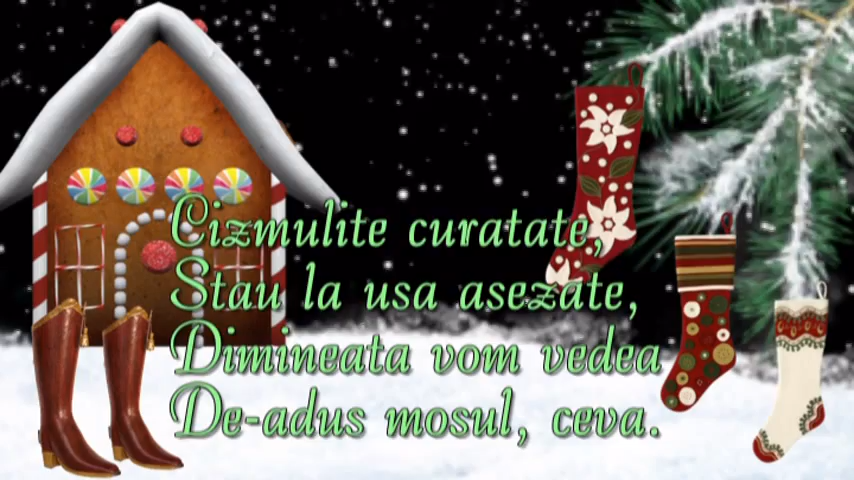 Cizmulite curatate,
Stau la usa asezate,
Dimineata vom vedea
De-adus mosul, ceva.